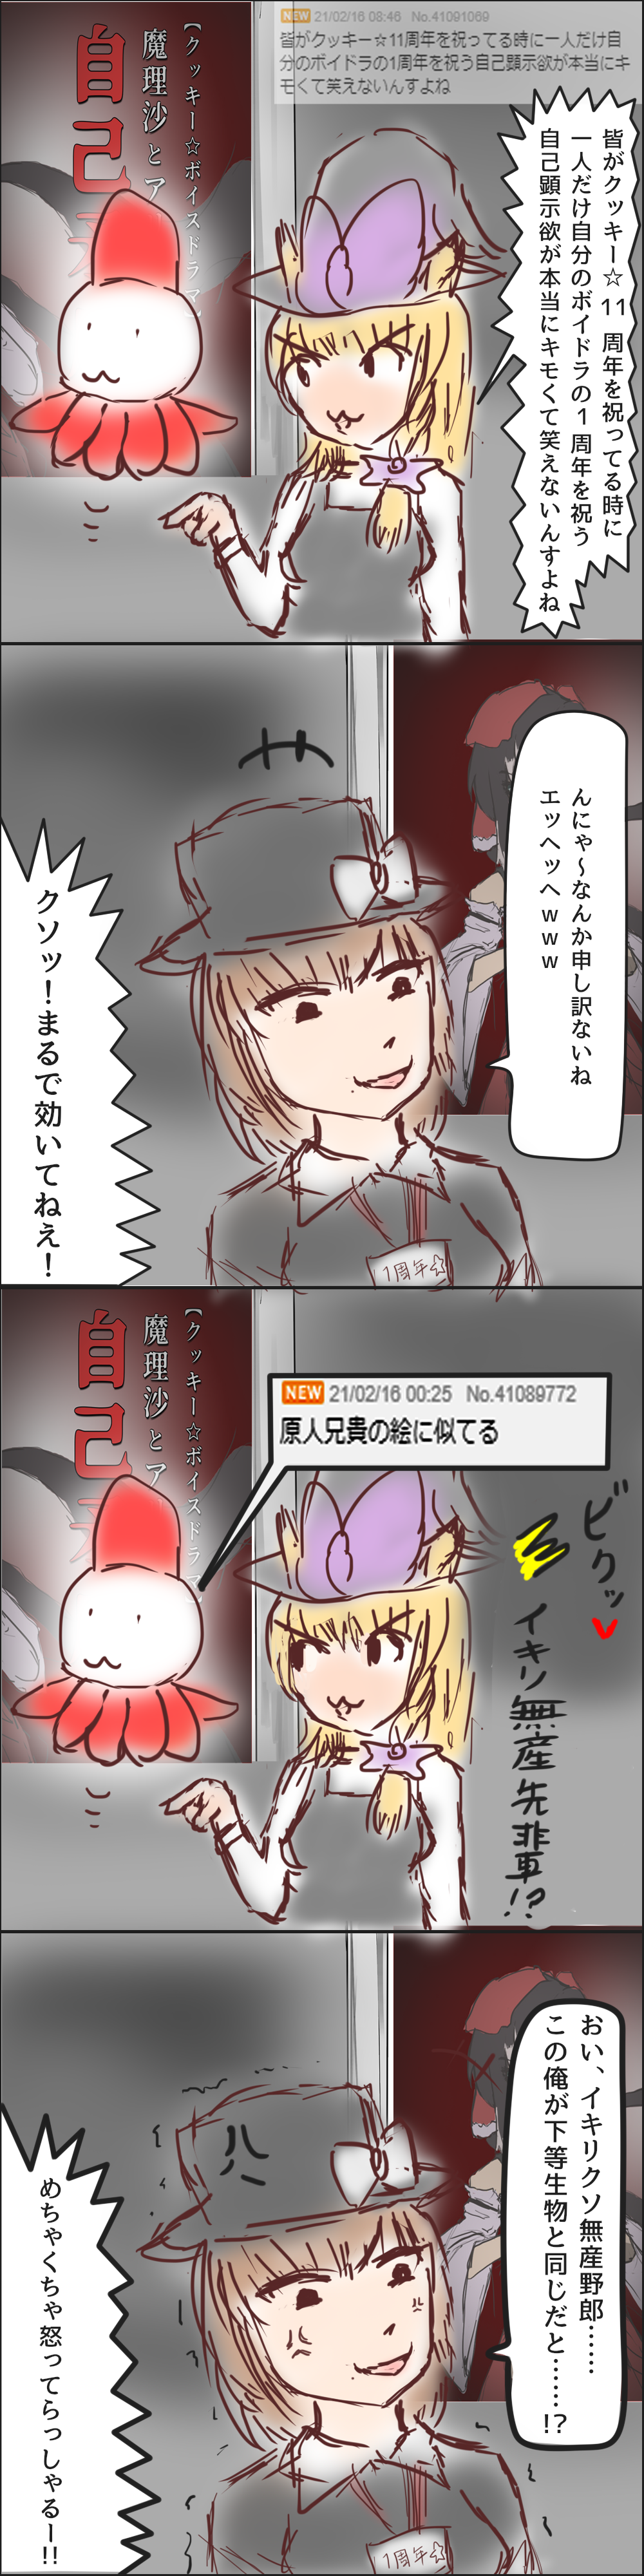 NEW 21/02/16 08:46 No.41091069
皆がクッキー☆11周年を祝ってる時に一人だけ自
分のボイドラの1周年を祝う自己顕示欲が本当にキ
モくて笑えないんすよね
皆がクッキー☆11周年を祝ってる時に
一人だけ自分のボイドラの1周年を祝う
自己顕示欲が本当にキモくて笑えないんすよね
【クッキー☆ボイスドラマ】
魔理沙とア
自己
んにゃ～なんか申し訳ないね
エッヘッヘｗｗｗ
クソッ！まるで効いてねえ！
1周年☆
NEW 21/02/16 00:25 No.41089772
原人兄貴の絵に似てる
【クッキー☆ボイスドラマ】
魔理沙とア
自己
ビクッ
イキリ無産先輩!?
おい、イキリクソ無産野郎……
この俺が下等生物と同じだと……!?
めちゃくちゃ怒ってらっしゃるー!!
1周年☆